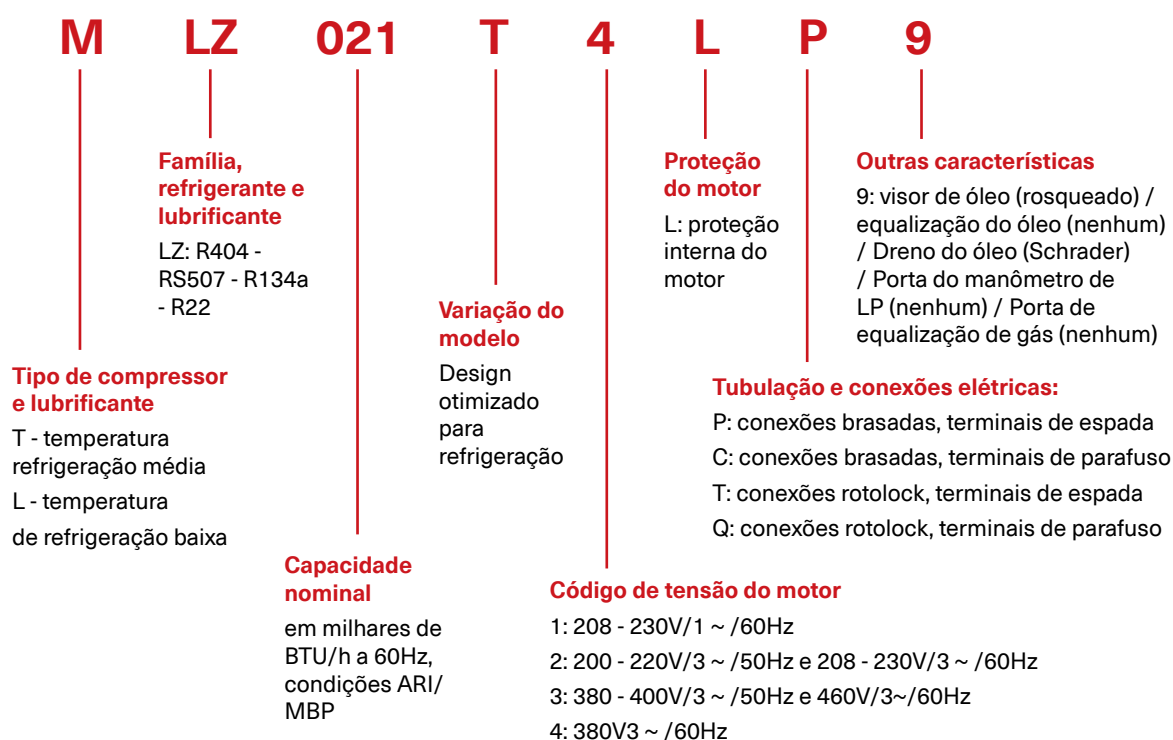 M LZ 021 T 4 L P 9
Família,
refrigerante e
lubrificante
LZ: R404 -
RS507 - R134a
- R22
Proteção
do motor
L: proteção
interna do
motor
Outras características
9: visor de óleo (rosqueado) /
equalização do óleo (nenhum)
/ Dreno do óleo (Schrader)
/ Porta do manômetro de
LP (nenhum) / Porta de
equalização de gás (nenhum)
Variação do
modelo
Design
otimizado
para
refrigeração
Tipo de compressor
e lubrificante
T - temperatura
refrigeração média
L - temperatura
de refrigeração baixa
Tubulação e conexões elétricas:
P: conexões brasadas, terminais de espada
C: conexões brasadas, terminais de parafuso
T: conexões rotolock, terminais de espada
Q: conexões rotolock, terminais de parafuso
Capacidade
nominal
em milhares de
BTU/h a 60Hz,
condições ARI/
MBP
Código de tensão do motor
1: 208 - 230V/1 ~ /60Hz
2: 200 - 220V/3 ~ /50Hz e 208 - 230V/3 ~ /60Hz
3: 380 - 400V/3 ~ /50Hz e 460V/3~/60Hz
4: 380V3 ~ /60Hz